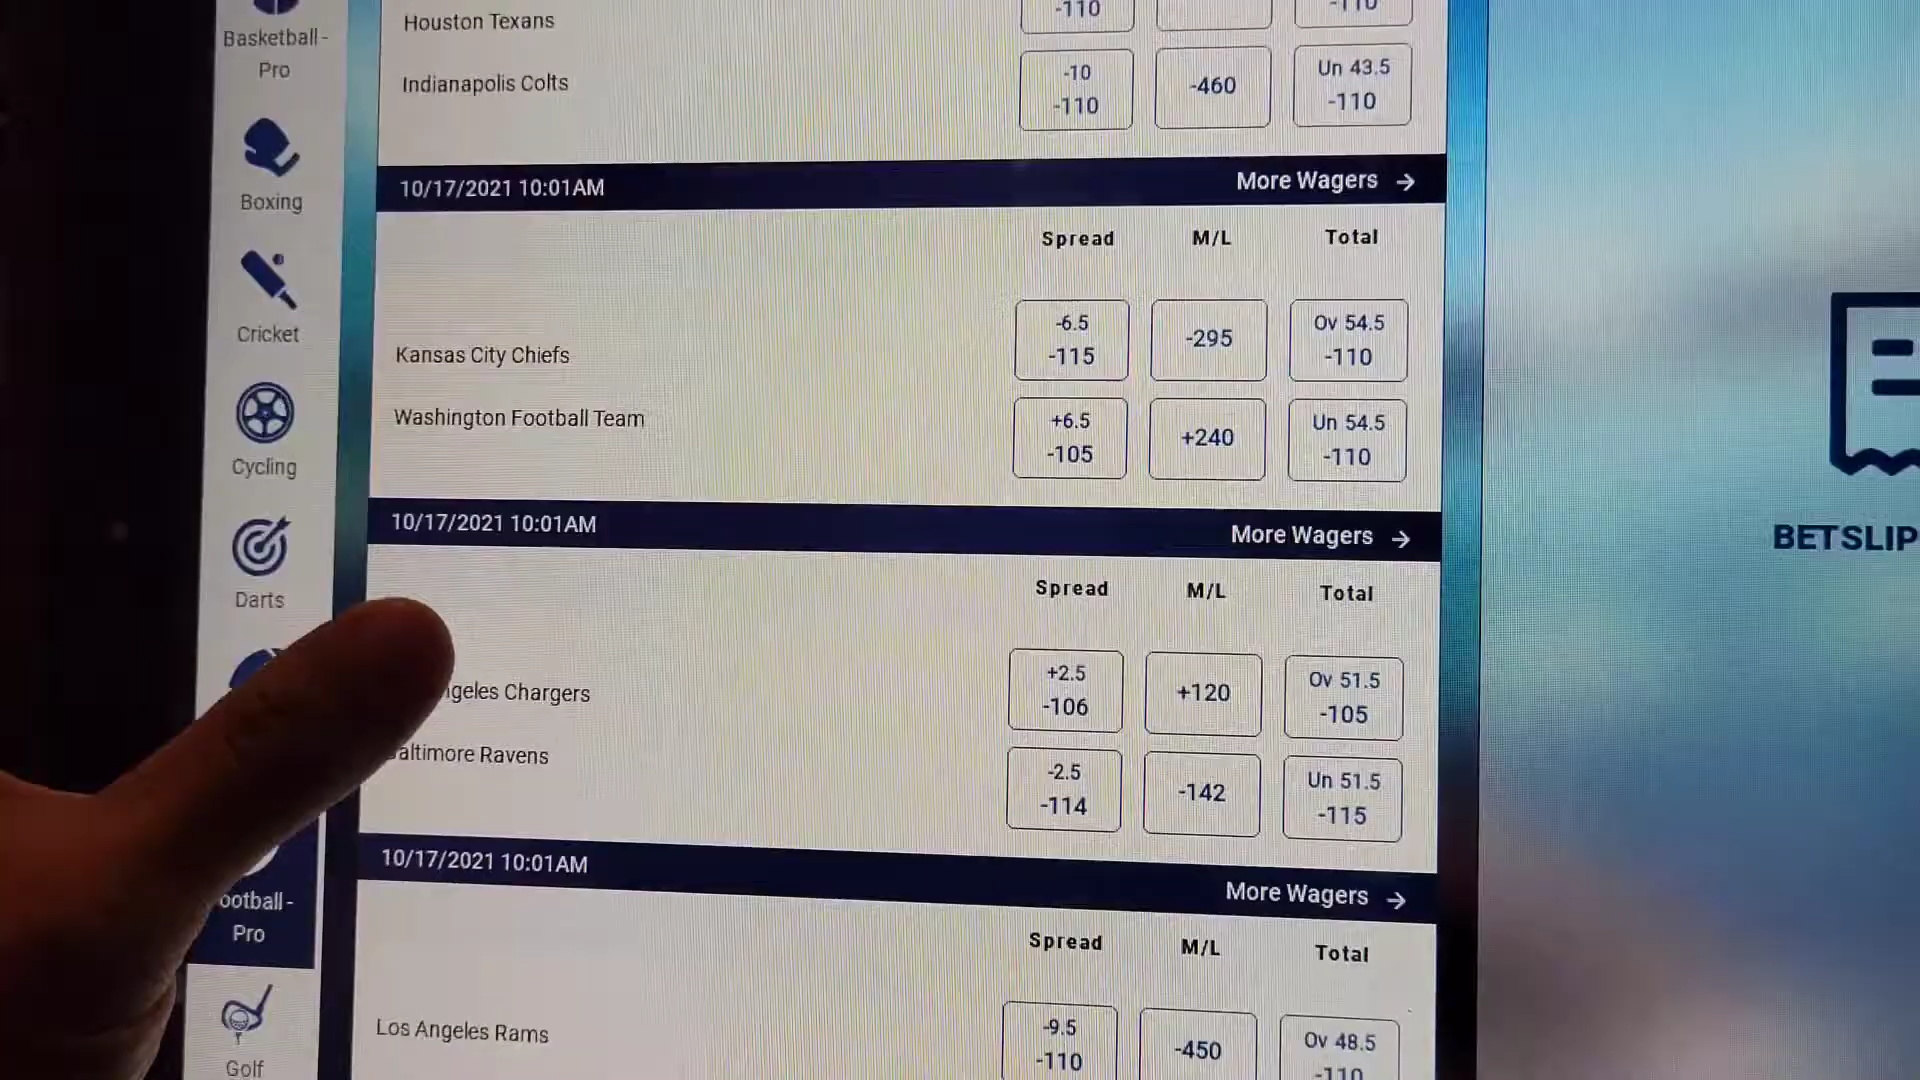 Basketball-
Pro
Boxing
Cricket
Cycling
Darts
ootball-
Pro
Golf
Houston Texans
-110
-110
Indianapolis Colts
-10
-110
-460
Un 43.5
-110
10/17/2021 10:01AM
More Wagers →
Spread
M/L
Total
Kansas City Chiefs
-6.5
-115
-295
Ov 54.5
-110
Washington Football Team
+6.5
-105
+240
Un 54.5
-110
10/17/2021 10:01AM
More Wagers →
Spread
M/L
Total
ngeles Chargers
+2.5
-106
+120
Ov 51.5
-105
altimore Ravens
-2.5
-114
-142
Un 51.5
-115
10/17/2021 10:01AM
More Wagers →
Spread
M/L
Total
Los Angeles Rams
-9.5
-110
-450
Ov 48.5
-110
BETSLIP